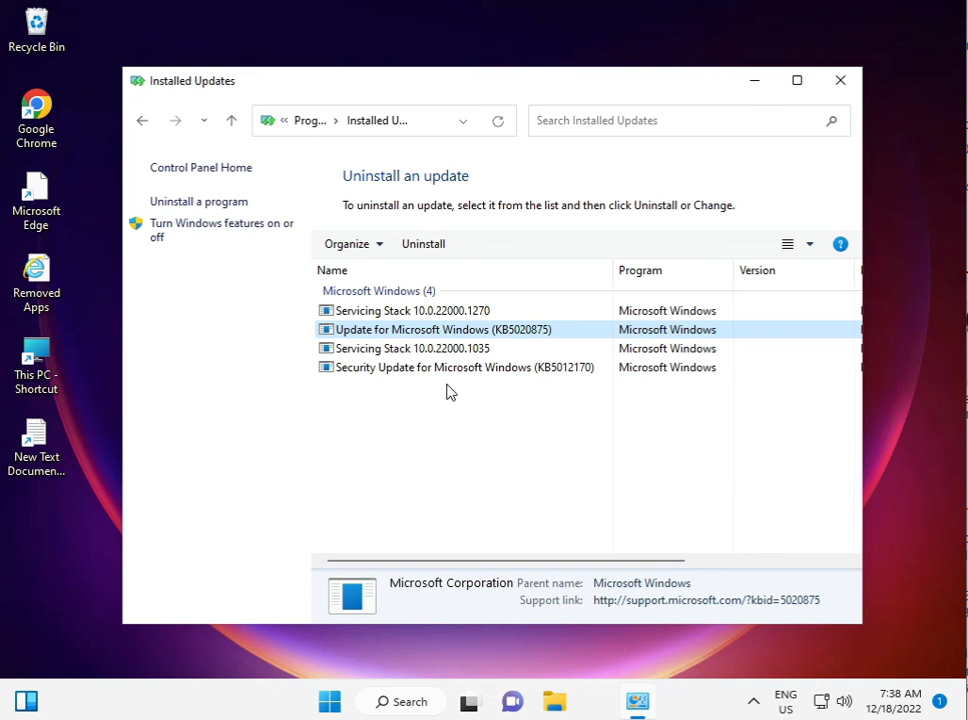 Recycle Bin
Google
Chrome
Microsoft
Edge
Removed
Apps
This PC -
Shortcut
New Text
Documen...
Installed Updates
Prog... › Installed U...
Search Installed Updates
Control Panel Home
Uninstall a program
Turn Windows features on or
off
Uninstall an update
To uninstall an update, select it from the list and then click Uninstall or Change.
Organize Uninstall
Name Program Version
Microsoft Windows (4)
Servicing Stack 10.0.22000.1270 Microsoft Windows
Update for Microsoft Windows (KB5020875) Microsoft Windows
Servicing Stack 10.0.22000.1035 Microsoft Windows
Security Update for Microsoft Windows (KB5012170) Microsoft Windows
Microsoft Corporation Parent name: Microsoft Windows
Support link: http://support.microsoft.com/?kbid=5020875
Search
ENG
US
7:38 AM
12/18/2022
1